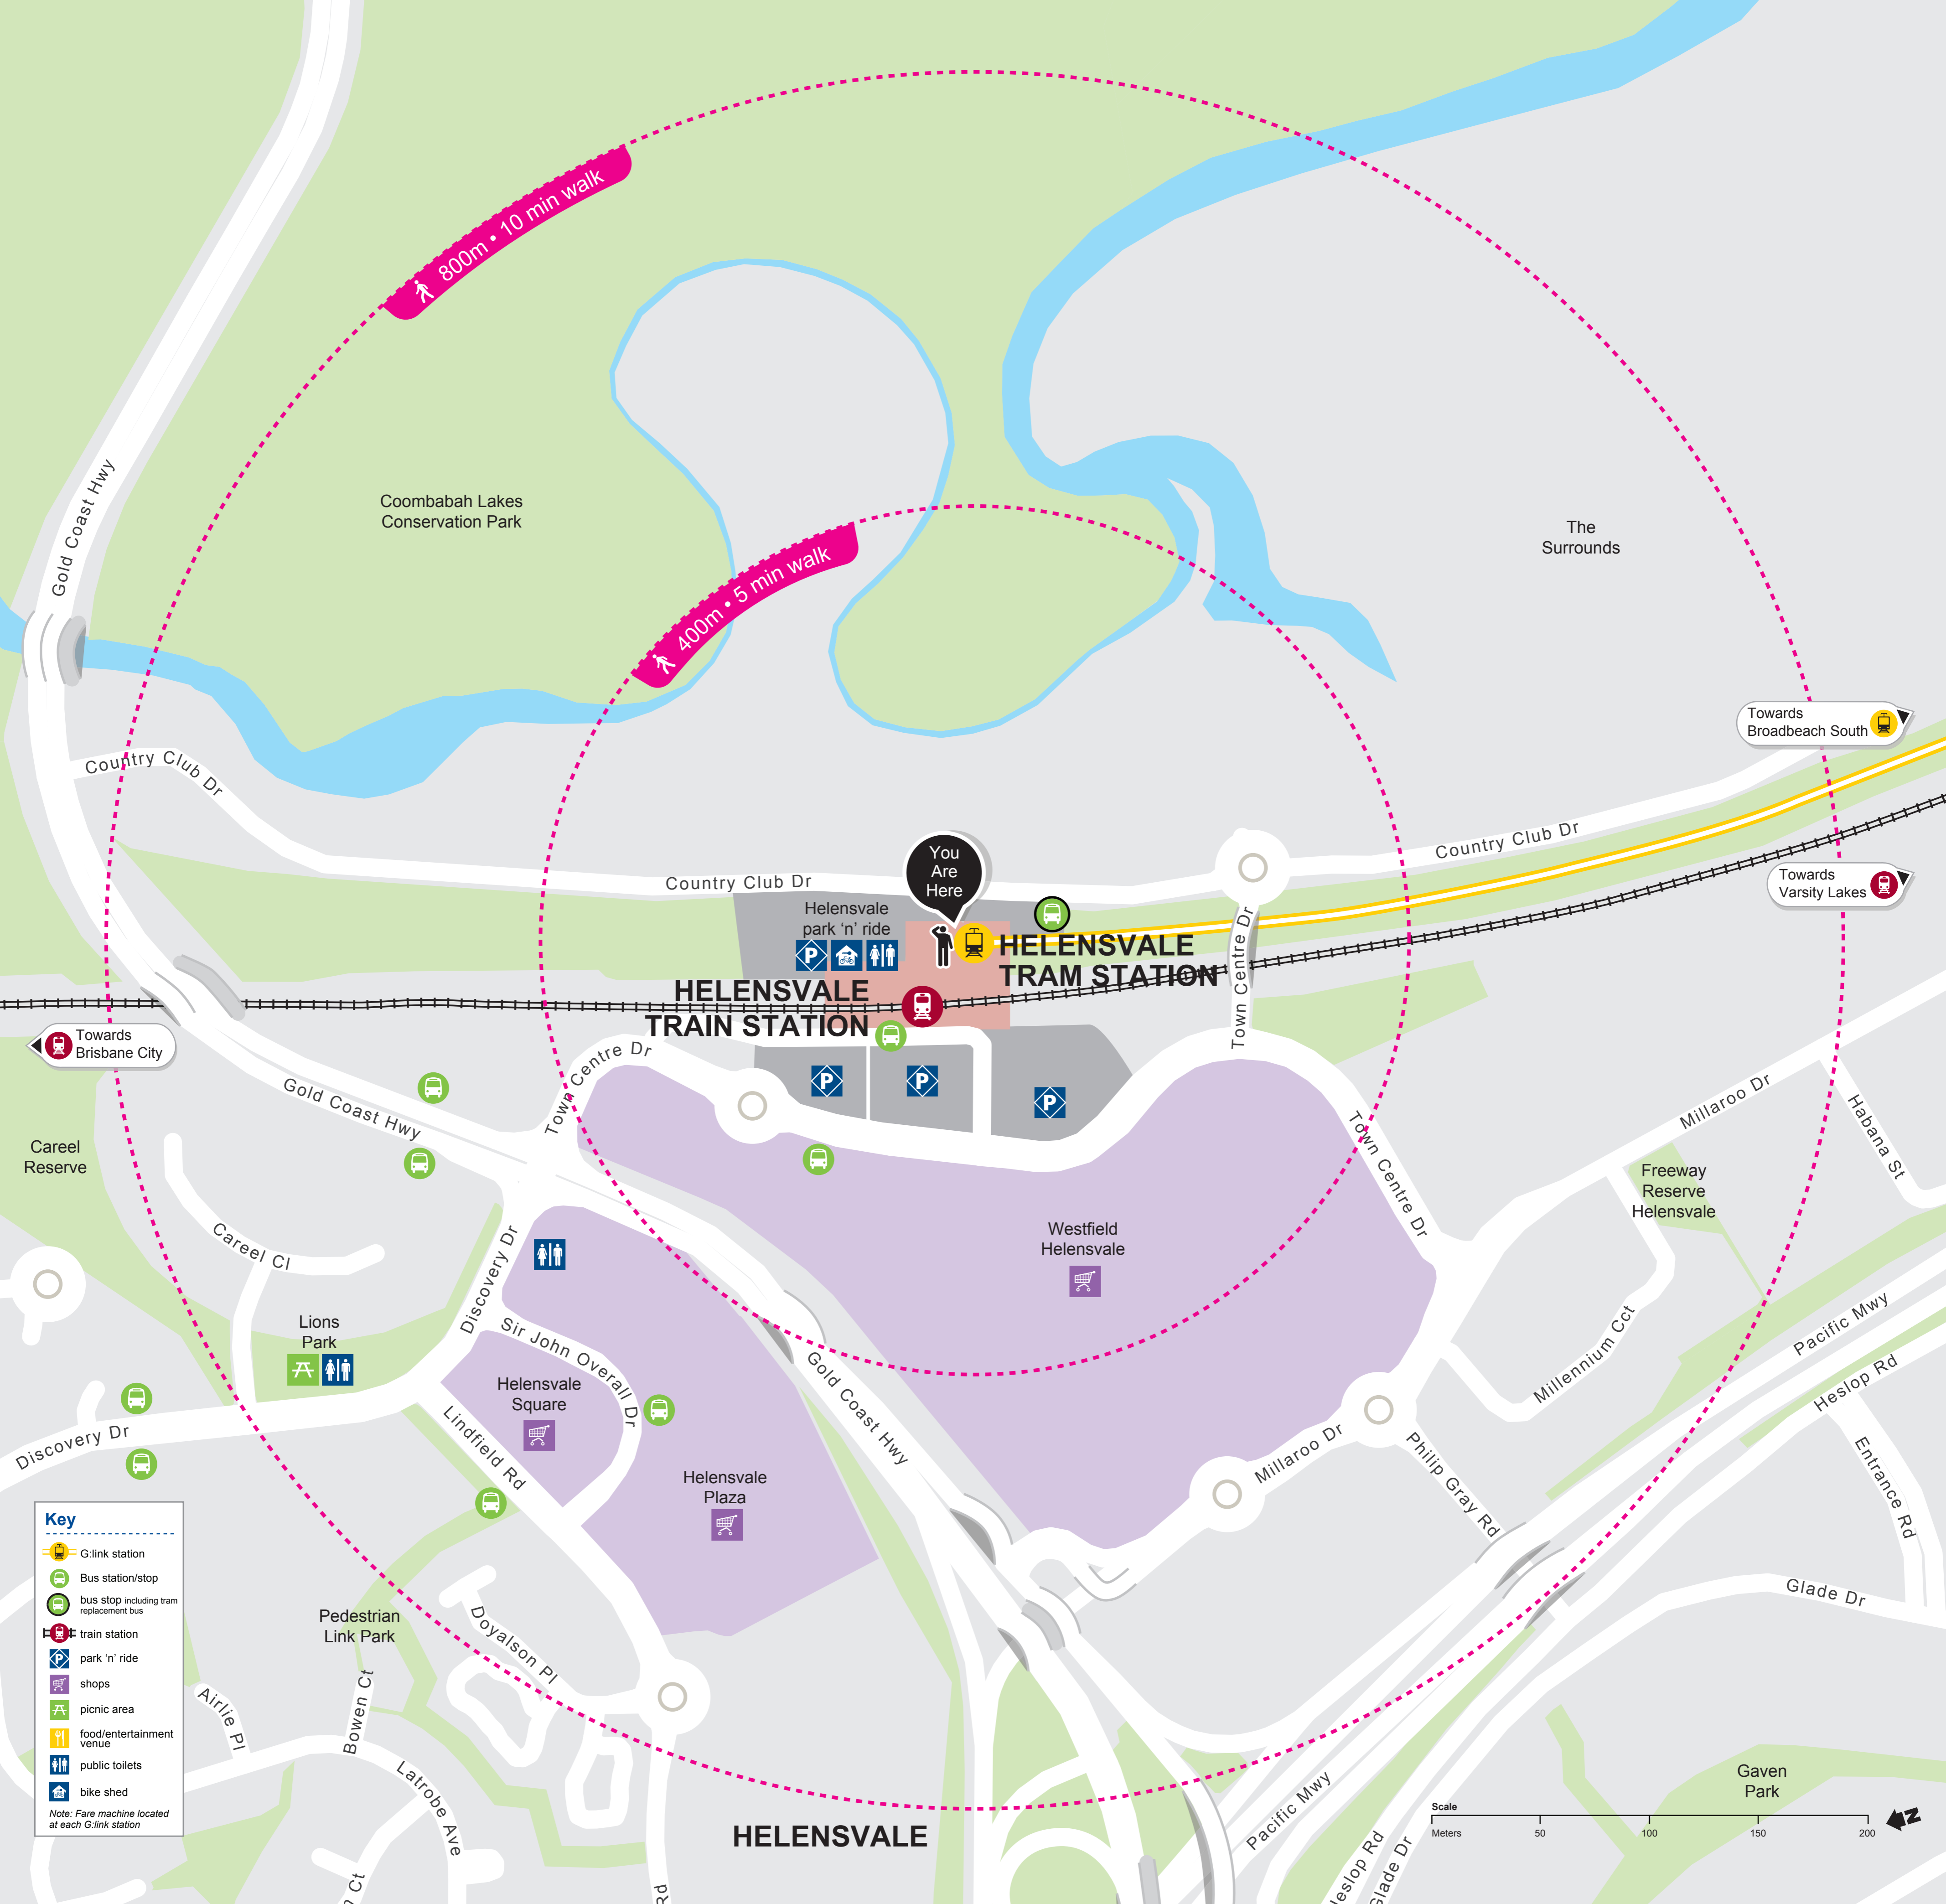 800m • 10 min walk
Gold Coast Hwy
Coombabah Lakes
Conservation Park
400m • 5 min walk
The
Surrounds
Towards
Broadbeach South
Country Club Dr
Country Club Dr
Country Club Dr
You
Are
Here
Towards
Varsity Lakes
Helensvale
park ‘n’ ride
P
HELENSVALE
TRAM STATION
Town Centre Dr
HELENSVALE
TRAIN STATION
Towards
Brisbane City
Town Centre Dr
P
P
P
Gold Coast Hwy
Careel
Reserve
Millaroo Dr
Habana St
Town Centre Dr
Freeway
Reserve
Helensvale
Careel Cl
Discovery Dr
Westfield
Helensvale
Lions
Park
Sir John Overall Dr
Gold Coast Hwy
Pacific Mwy
Millennium Cct
Heslop Rd
Helensvale
Square
Lindfield Rd
Discovery Dr
Helensvale
Plaza
Millaroo Dr
Philip Gray Rd
Entrance Rd
Glade Dr
Pedestrian
Link Park
Doyalson Pl
Bowen Ct
Airlie Pl
Latrobe Ave
Gaven
Park
Pacific Mwy
HELENSVALE
Heslop Rd
Glade Dr
Ct
Rd
Key
G:link station
Bus station/stop
bus stop including tram
replacement bus
train station
P
park ‘n’ ride
shops
picnic area
food/entertainment
venue
public toilets
bike shed
Note: Fare machine located
at each G:link station
Scale
Meters 50 100 150 200
N